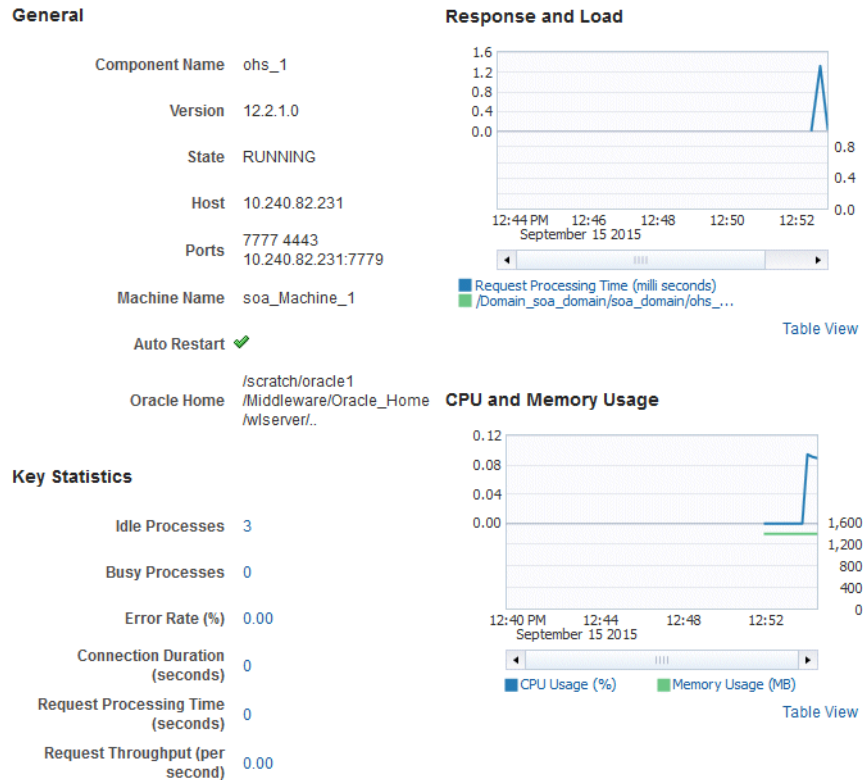 General
Component Name ohs_1
Version 12.2.1.0
State RUNNING
Host 10.240.82.231
Ports 7777 4443
10.240.82.231:7779
Machine Name soa_Machine_1
Auto Restart
Oracle Home /scratch/oracle1
/Middleware/Oracle_Home
/wlserver/..
Key Statistics
Idle Processes 3
Busy Processes 0
Error Rate (%) 0.00
Connection Duration
(seconds) 0
Request Processing Time
(seconds) 0
Request Throughput (per
second) 0.00
Response and Load
1.6
1.2
0.8
0.4
0.0
0.8
0.4
0.0
12:44 PM 12:46 12:48 12:50 12:52
September 15 2015
Request Processing Time (milli seconds)
/Domain_soa_domain/soa_domain/ohs_...
Table View
CPU and Memory Usage
0.12
0.08
0.04
0.00
1,600
1,200
800
400
0
12:40 PM 12:44 12:48 12:52
September 15 2015
CPU Usage (%) Memory Usage (MB)
Table View